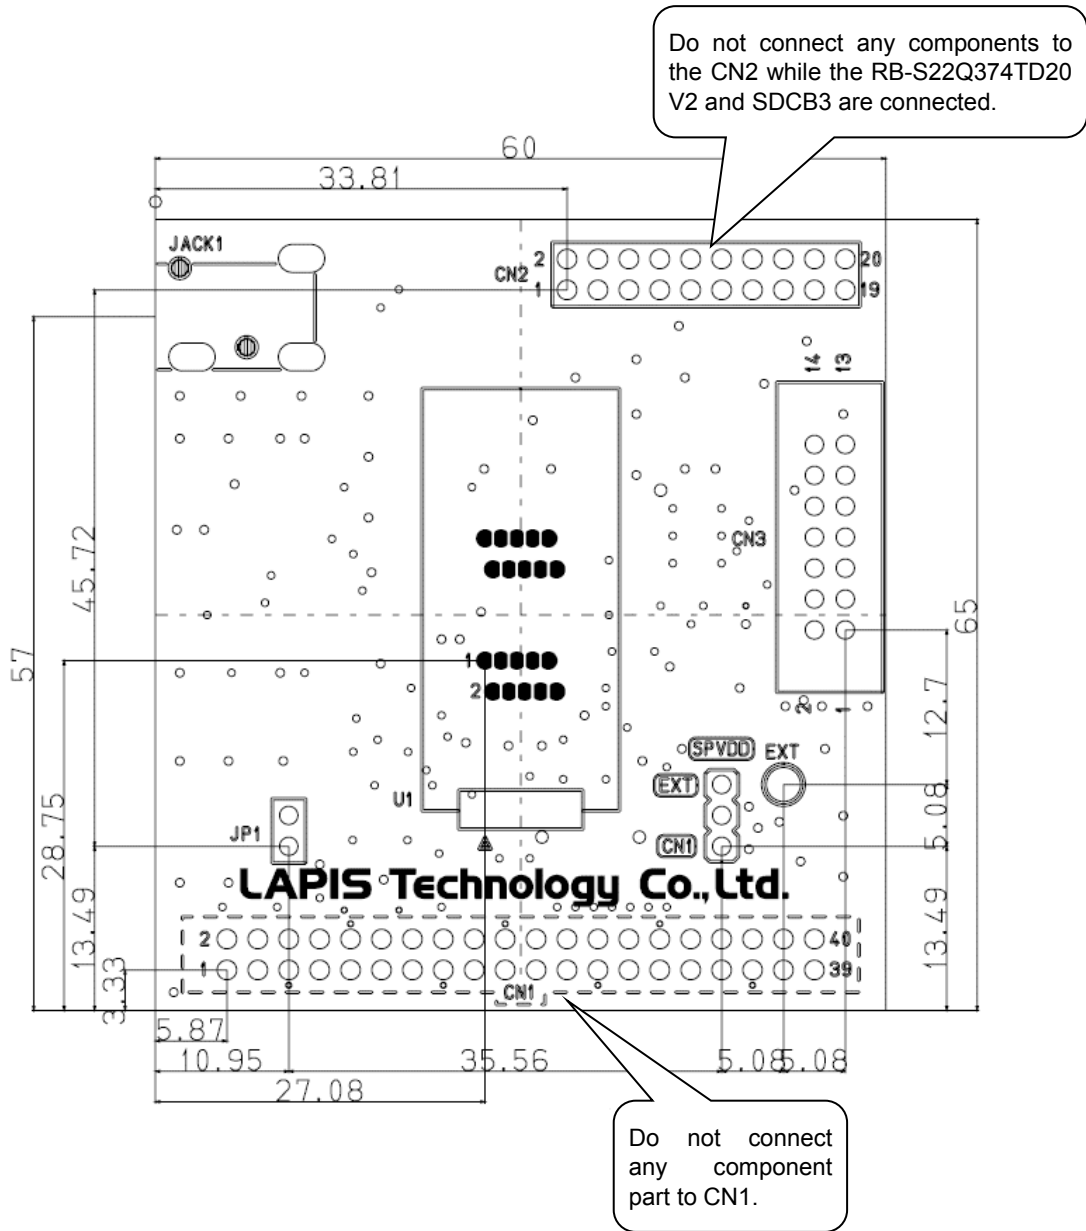 Do not connect any components to
the CN2 while the RB-S22Q374TD20
V2 and SDCB3 are connected.
60
33.81
JACK1
2
20
CN2
1
19
14
13
CN3
45.72
57
65
1
2
2
1
12.7
SPVDD
EXT
EXT
U1
28.75
JP1
CN1
5.08
LAPIS Technology Co.,Ltd.
13.49
13.49
2
40
1
39
CN1
3.33
5.87
10.95
35.56
5.08
5.08
27.08
Do not connect
any component
part to CN1.